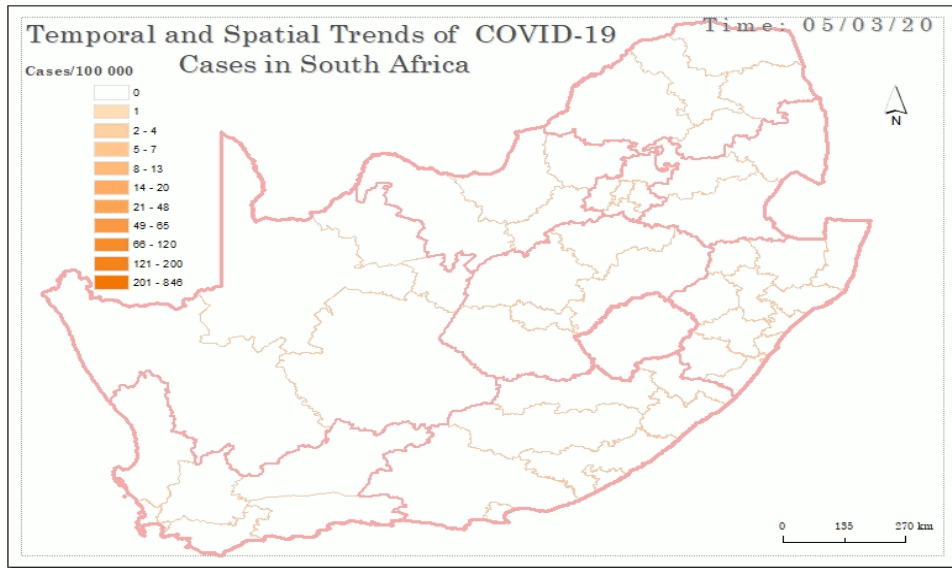 Temporal and Spatial Trends of COVID-19
Cases in South Africa
Time: 05/03/20
Cases/100 000
0
1
2 - 4
5 - 7
8 - 13
14 - 20
21 - 48
49 - 65
66 - 120
121 - 200
201 - 846
N
0 135 270 km